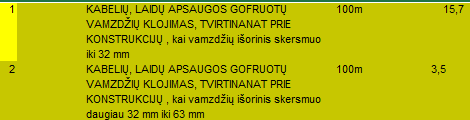 1 KABELIŲ, LAIDŲ APSAUGOS GOFRUOTŲ 100m 15,7
VAMZDŽIŲ KLOJIMAS, TVIRTINANAT PRIE
KONSTRUKCIJŲ , kai vamzdžių išorinis skersmuo
iki 32 mm
2 KABELIŲ, LAIDŲ APSAUGOS GOFRUOTŲ 100m 3,5
VAMZDŽIŲ KLOJIMAS, TVIRTINANAT PRIE
KONSTRUKCIJŲ , kai vamzdžių išorinis skersmuo
daugiau 32 mm iki 63 mm